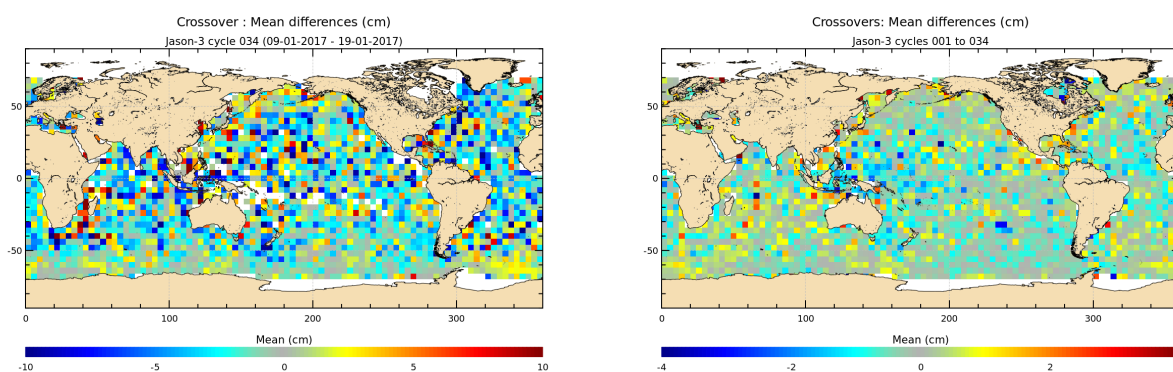 Crossover : Mean differences (cm)
Jason-3 cycle 034 (09-01-2017 - 19-01-2017)
50
0
-50
0 100 200 300
Mean (cm)
-10 -5 0 5 10
Crossovers: Mean differences (cm)
Jason-3 cycles 001 to 034
50
0
-50
0 100 200 300
Mean (cm)
-4 -2 0 2